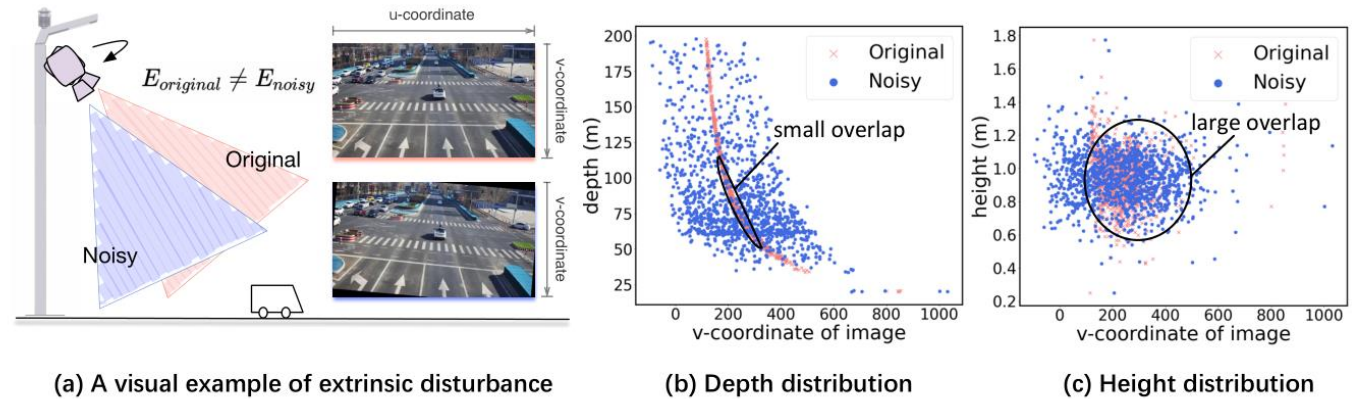 u-coordinate
v-coordinate
E_original ≠ E_noisy
Original
Noisy
v-coordinate
(a) A visual example of extrinsic disturbance
200
175
150
125
100
75
50
25
depth (m)
Original
Noisy
small overlap
0 200 400 600 800 1000
v-coordinate of image
(b) Depth distribution
1.8
1.6
1.4
1.2
1.0
0.8
0.6
0.4
0.2
height (m)
Original
Noisy
large overlap
0 200 400 600 800 1000
v-coordinate of image
(c) Height distribution